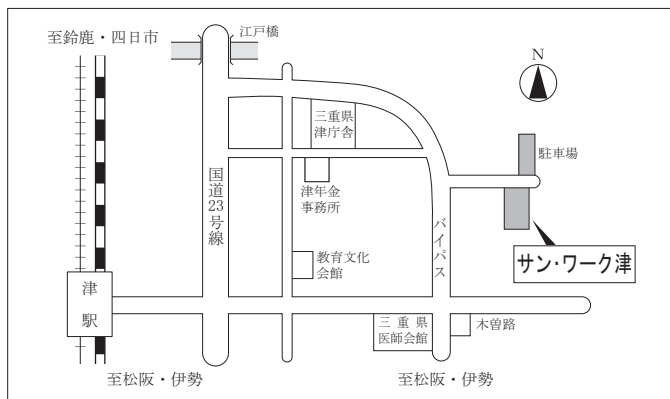 至鈴鹿・四日市
江戸橋
N
三重県
津庁舎
駐車場
津年金
事務所
国道23号線
バイパス
教育文化
会館
サン・ワーク津
津駅
三重県
医師会館
木曽路
至松阪・伊勢
至松阪・伊勢